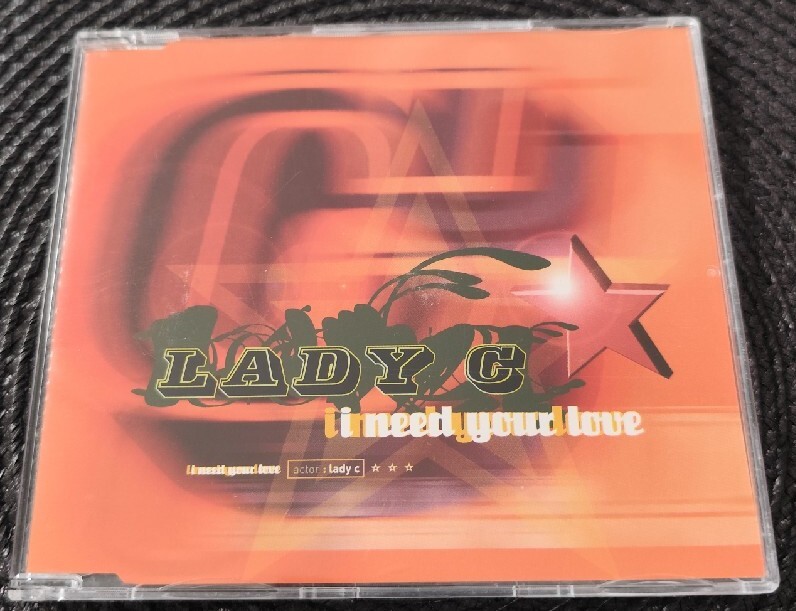 LADY C
i need your love
i need your love actor : lady c ☆ ☆ ☆